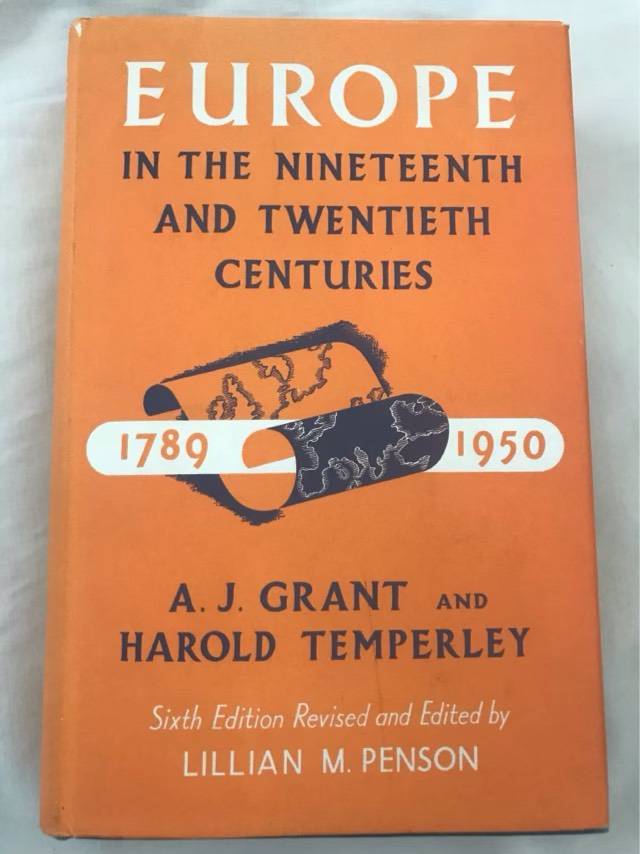 EUROPE
IN THE NINETEENTH
AND TWENTIETH
CENTURIES
1789 1950
A. J. GRANT AND
HAROLD TEMPERLEY
Sixth Edition Revised and Edited by
LILLIAN M. PENSON